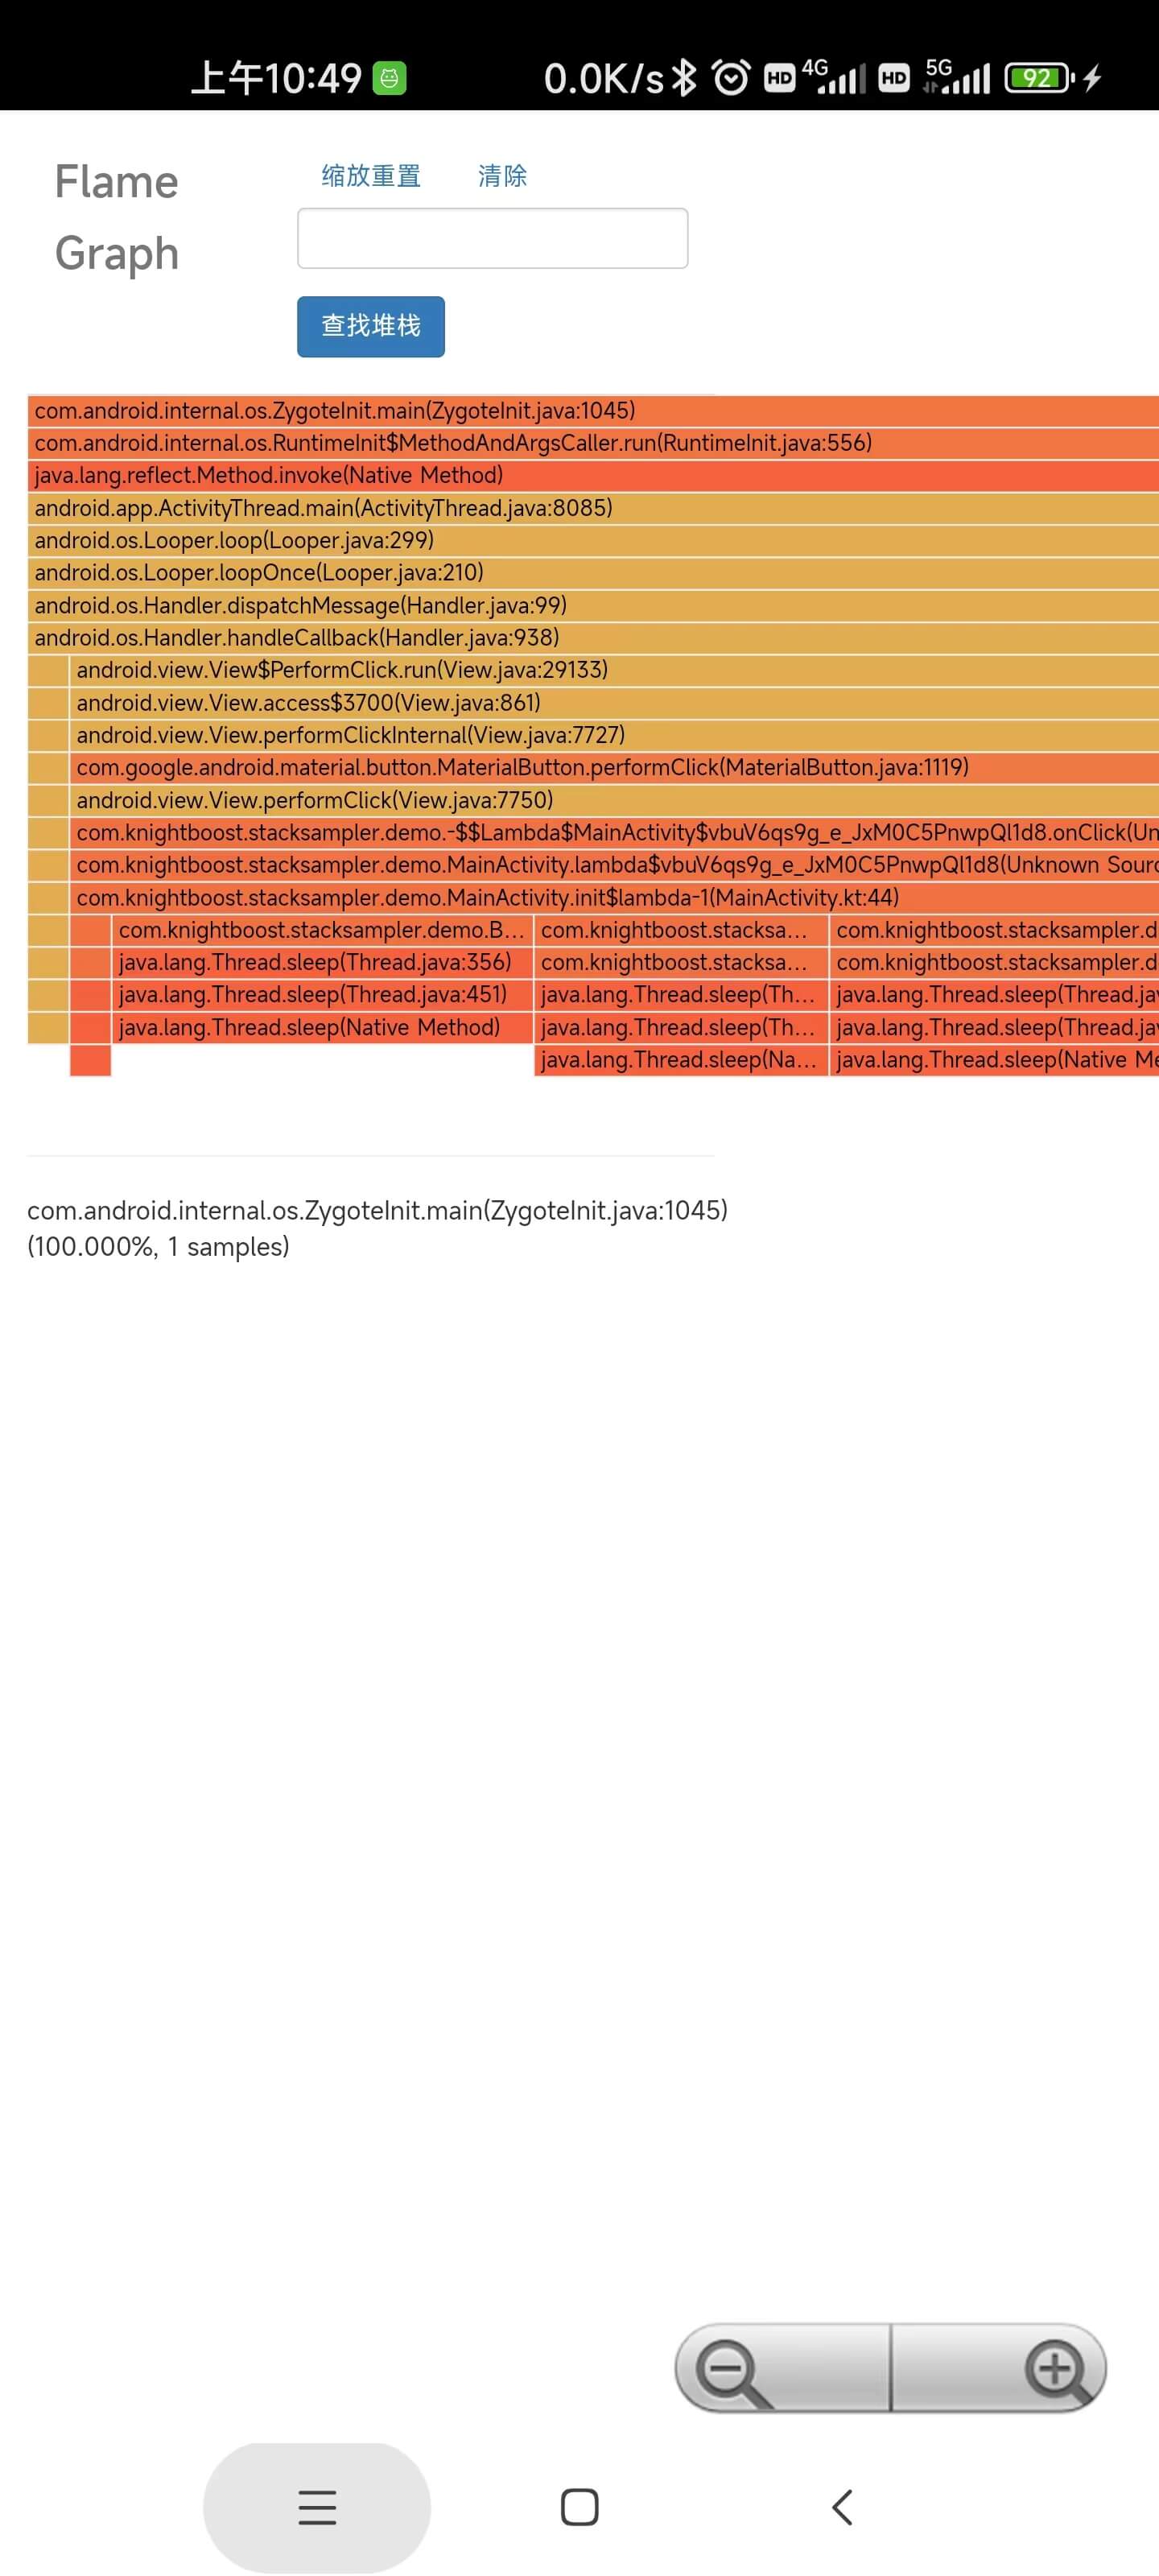 上午10:49
0.0K/s HD 4G HD 5G 92
Flame
Graph
缩放重置 清除
查找堆栈
com.android.internal.os.ZygoteInit.main(ZygoteInit.java:1045)
com.android.internal.os.RuntimeInit$MethodAndArgsCaller.run(RuntimeInit.java:556)
java.lang.reflect.Method.invoke(Native Method)
android.app.ActivityThread.main(ActivityThread.java:8085)
android.os.Looper.loop(Looper.java:299)
android.os.Looper.loopOnce(Looper.java:210)
android.os.Handler.dispatchMessage(Handler.java:99)
android.os.Handler.handleCallback(Handler.java:938)
android.view.View$PerformClick.run(View.java:29133)
android.view.View.access$3700(View.java:861)
android.view.View.performClickInternal(View.java:7727)
com.google.android.material.button.MaterialButton.performClick(MaterialButton.java:1119)
android.view.View.performClick(View.java:7750)
com.knightboost.stacksampler.demo.-$$Lambda$MainActivity$vbuV6qs9g_e_JxM0C5PnwpQl1d8.onClick(Un
com.knightboost.stacksampler.demo.MainActivity.lambda$vbuV6qs9g_e_JxM0C5PnwpQl1d8(Unknown Sourc
com.knightboost.stacksampler.demo.MainActivity.init$lambda-1(MainActivity.kt:44)
com.knightboost.stacksampler.demo.B... com.knightboost.stacksa... com.knightboost.stacksampler.d
java.lang.Thread.sleep(Thread.java:356) com.knightboost.stacksa... com.knightboost.stacksampler.d
java.lang.Thread.sleep(Thread.java:451) java.lang.Thread.sleep(Th... java.lang.Thread.sleep(Thread.jav
java.lang.Thread.sleep(Native Method) java.lang.Thread.sleep(Th... java.lang.Thread.sleep(Thread.jav
java.lang.Thread.sleep(Na... java.lang.Thread.sleep(Native Me
com.android.internal.os.ZygoteInit.main(ZygoteInit.java:1045)
(100.000%, 1 samples)